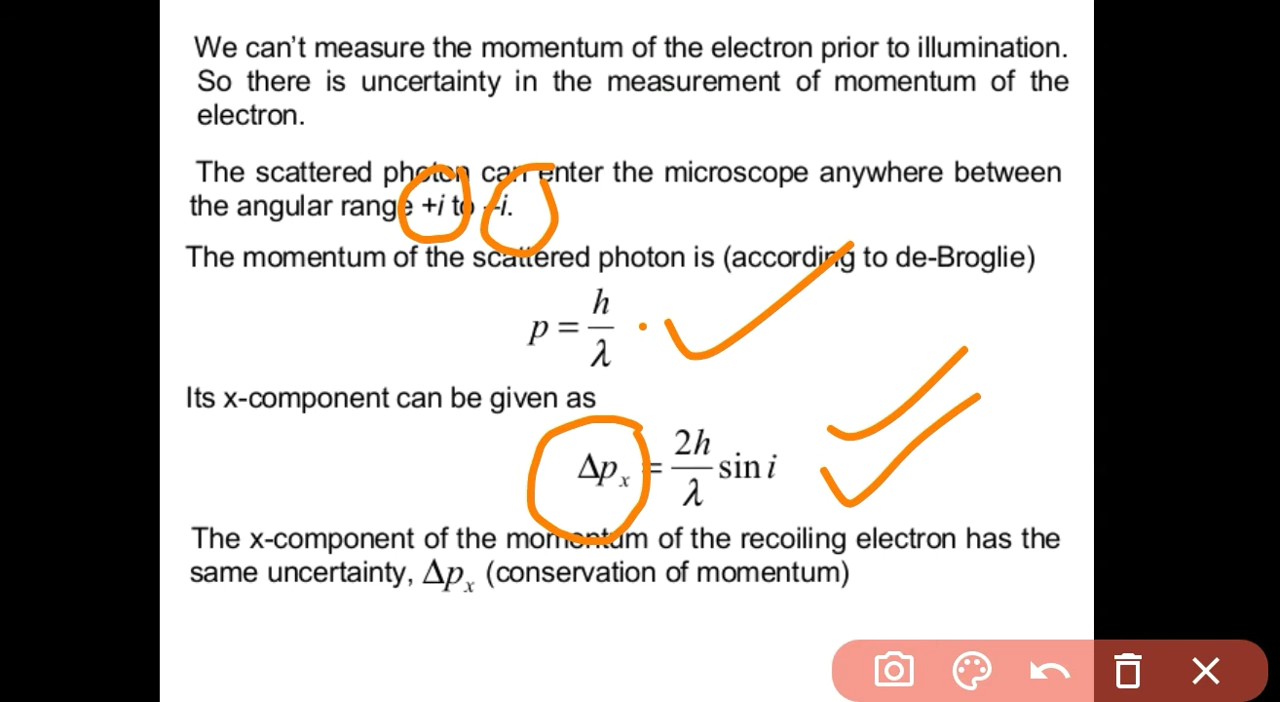 We can't measure the momentum of the electron prior to illumination.
So there is uncertainty in the measurement of momentum of the
electron.
The scattered photon can enter the microscope anywhere between
the angular range +i to -i.
The momentum of the scattered photon is (according to de-Broglie)
p = h/λ
Its x-component can be given as
Δpₓ = 2h/λ sin i
The x-component of the momentum of the recoiling electron has the
same uncertainty, Δpₓ (conservation of momentum)